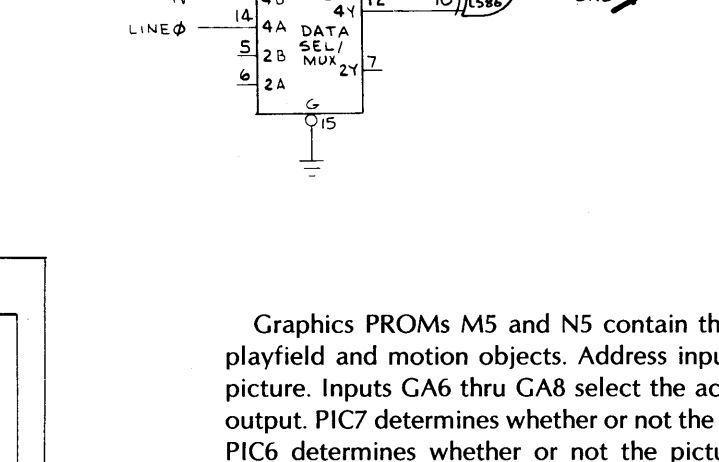 4Y
14
4A
DATA
LINEØ
5
2B
SEL/
MUX
2Y
7
6
2A
G
15
LS86
Graphics PROMs M5 and N5 contain th
playfield and motion objects. Address inpu
picture. Inputs GA6 thru GA8 select the ac
output. PIC7 determines whether or not the
PIC6 determines whether or not the pictu